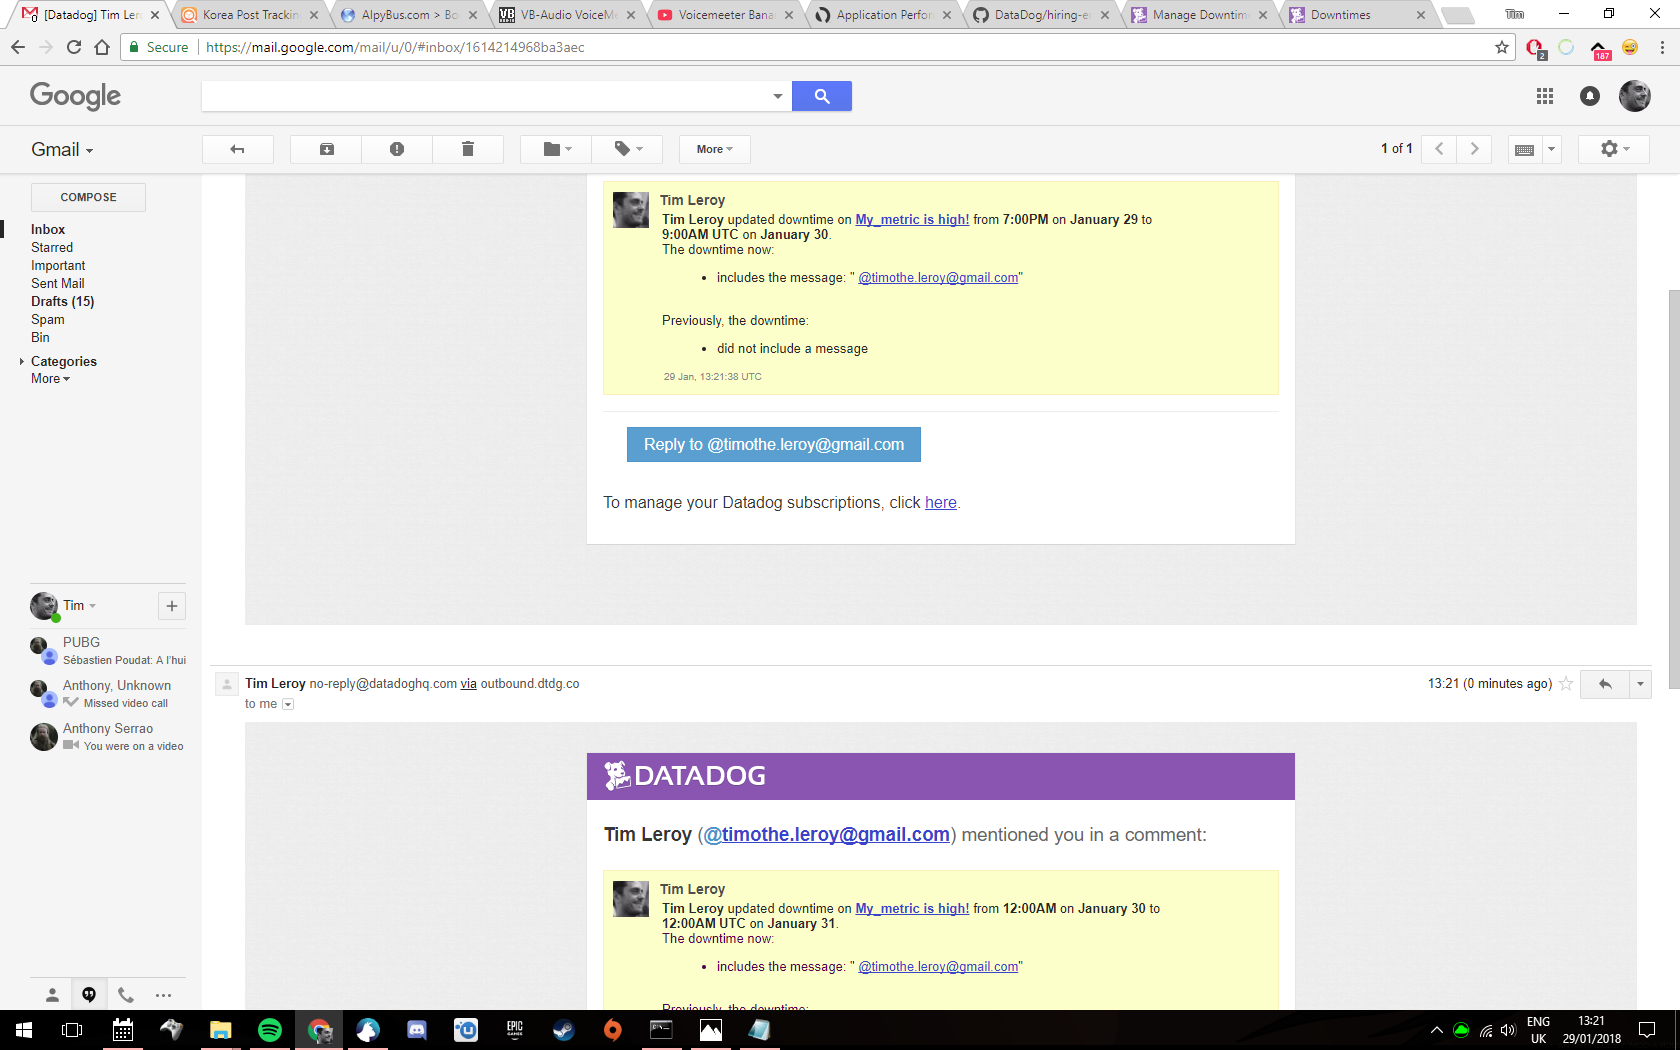 [Datadog] Tim Ler
Korea Post Trackin
AlpyBus.com > Bo
VB-Audio VoiceMe
Voicemeeter Bana
Application Perfor
DataDog/hiring-en
Manage Downtim
Downtimes
Tim
Secure
https://mail.google.com/mail/u/0/#inbox/1614214968ba3aec
2
187
Google
Gmail
More
1 of 1
COMPOSE
Inbox
Starred
Important
Sent Mail
Drafts (15)
Spam
Bin
Categories
More
Tim Leroy
Tim Leroy updated downtime on My_metric is high! from 7:00PM on January 29 to
9:00AM UTC on January 30.
The downtime now:
• includes the message: " @timothe.leroy@gmail.com"
Previously, the downtime:
• did not include a message
29 Jan, 13:21:38 UTC
Reply to @timothe.leroy@gmail.com
To manage your Datadog subscriptions, click here.
Tim
PUBG
Sébastien Poudat: A l'hui
Anthony, Unknown
Missed video call
Anthony Serrao
You were on a video
Tim Leroy no-reply@datadoghq.com via outbound.dtdg.co
13:21 (0 minutes ago)
to me
DATADOG
Tim Leroy (@timothe.leroy@gmail.com) mentioned you in a comment:
Tim Leroy
Tim Leroy updated downtime on My_metric is high! from 12:00AM on January 30 to
12:00AM UTC on January 31.
The downtime now:
• includes the message: " @timothe.leroy@gmail.com"
Previously, the downtime:
EPIC
GAMES
ENG
UK
13:21
29/01/2018